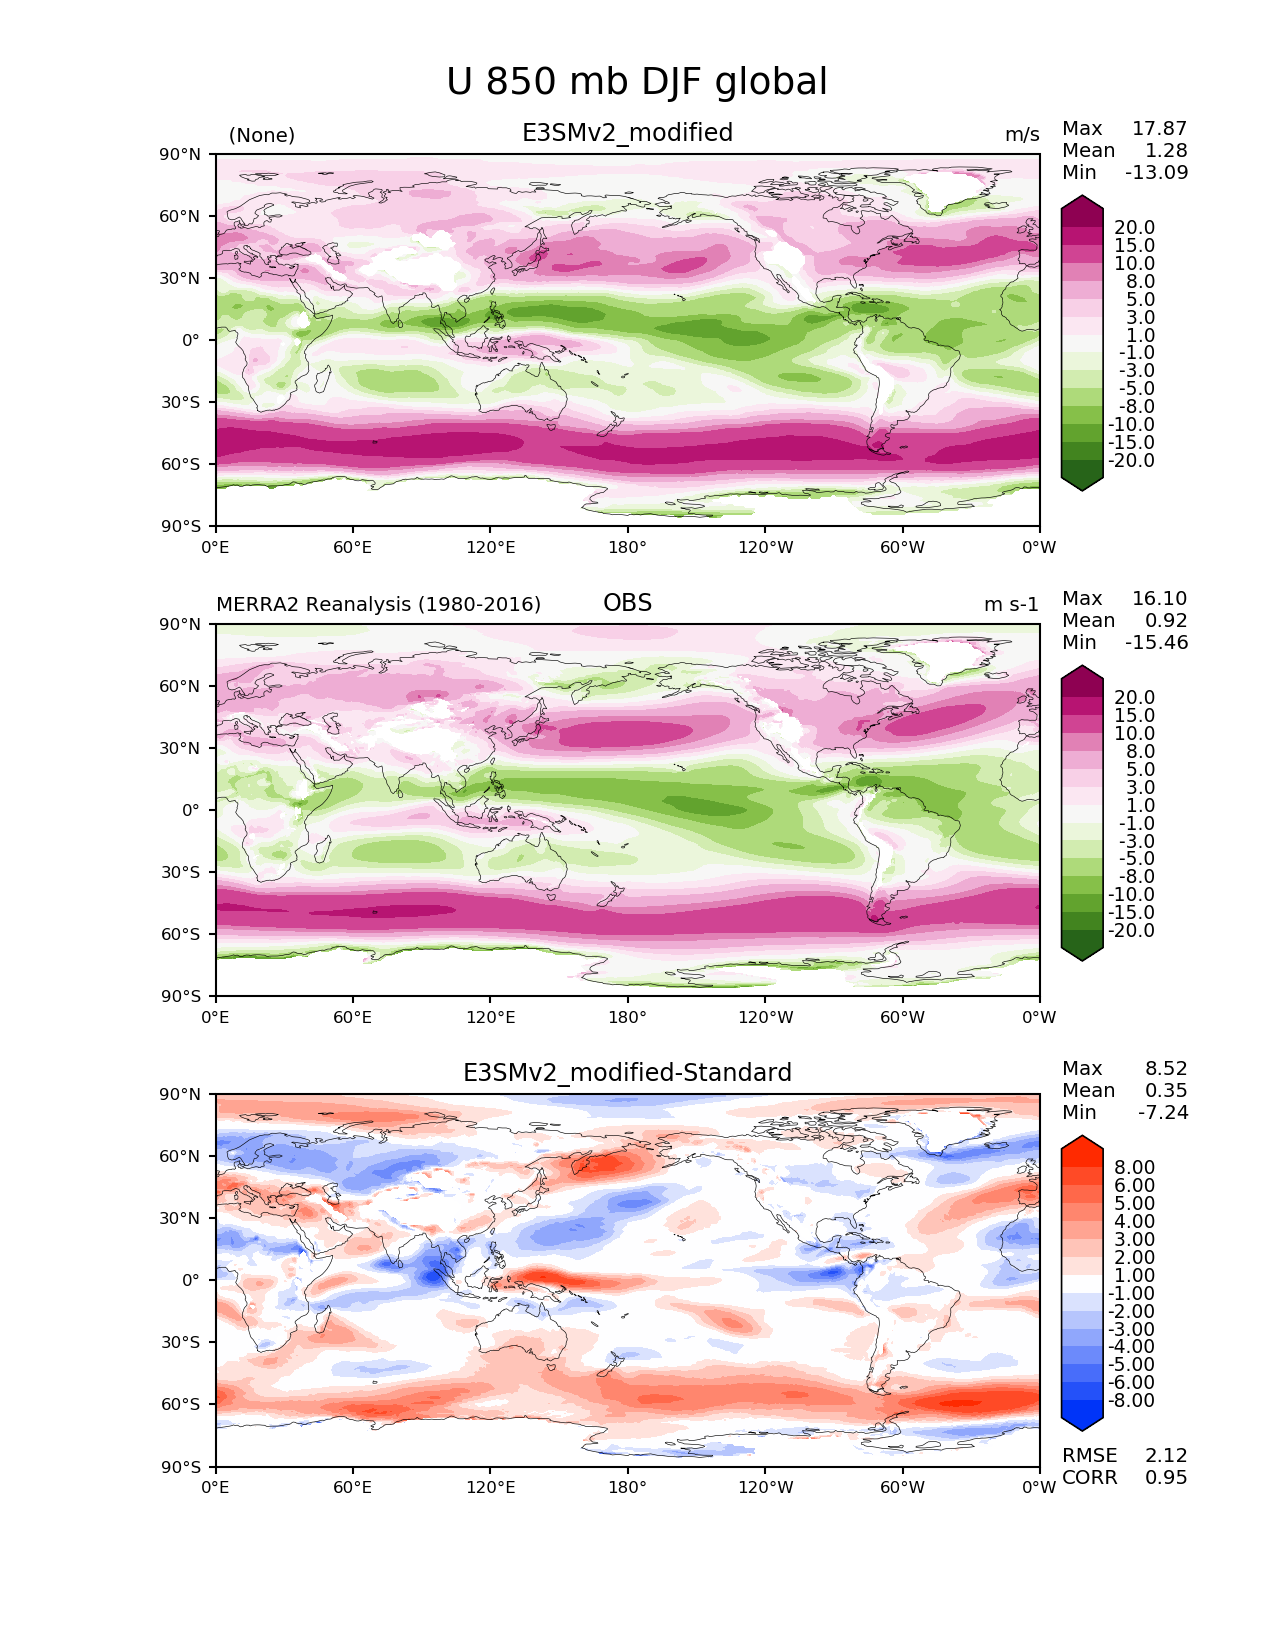 U 850 mb DJF global
(None) E3SMv2_modified m/s
Max 17.87
Mean 1.28
Min -13.09
90°N
60°N
30°N
0°
30°S
60°S
90°S
0°E 60°E 120°E 180° 120°W 60°W 0°W
20.0
15.0
10.0
8.0
5.0
3.0
1.0
-1.0
-3.0
-5.0
-8.0
-10.0
-15.0
-20.0
MERRA2 Reanalysis (1980-2016) OBS m s-1
Max 16.10
Mean 0.92
Min -15.46
90°N
60°N
30°N
0°
30°S
60°S
90°S
0°E 60°E 120°E 180° 120°W 60°W 0°W
20.0
15.0
10.0
8.0
5.0
3.0
1.0
-1.0
-3.0
-5.0
-8.0
-10.0
-15.0
-20.0
E3SMv2_modified-Standard
Max 8.52
Mean 0.35
Min -7.24
90°N
60°N
30°N
0°
30°S
60°S
90°S
0°E 60°E 120°E 180° 120°W 60°W 0°W
8.00
6.00
5.00
4.00
3.00
2.00
1.00
-1.00
-2.00
-3.00
-4.00
-5.00
-6.00
-8.00
RMSE 2.12
CORR 0.95